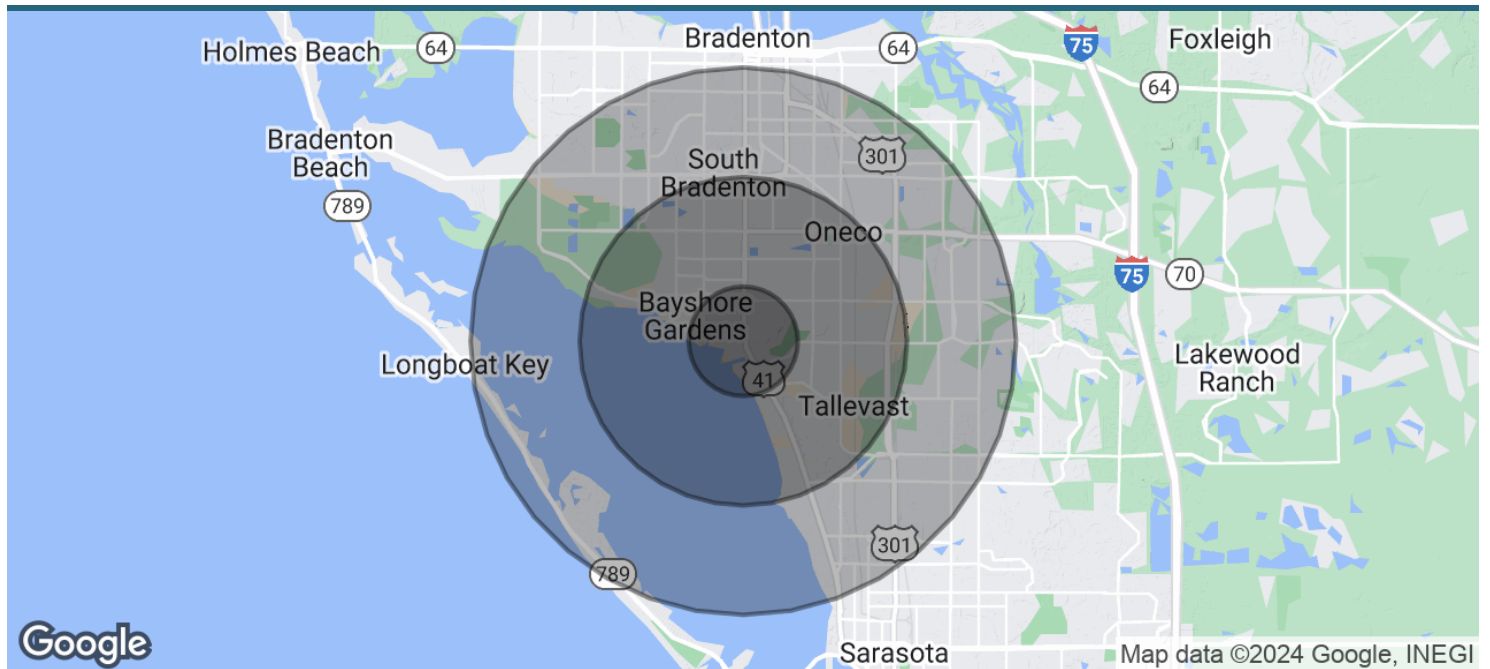 Holmes Beach
64
Bradenton
64
75
Foxleigh
64
Bradenton
Beach
South
Bradenton
301
789
Oneco
75
70
Bayshore
Gardens
Longboat Key
41
Tallevast
Lakewood
Ranch
301
789
Sarasota
Google
Map data ©2024 Google, INEGI